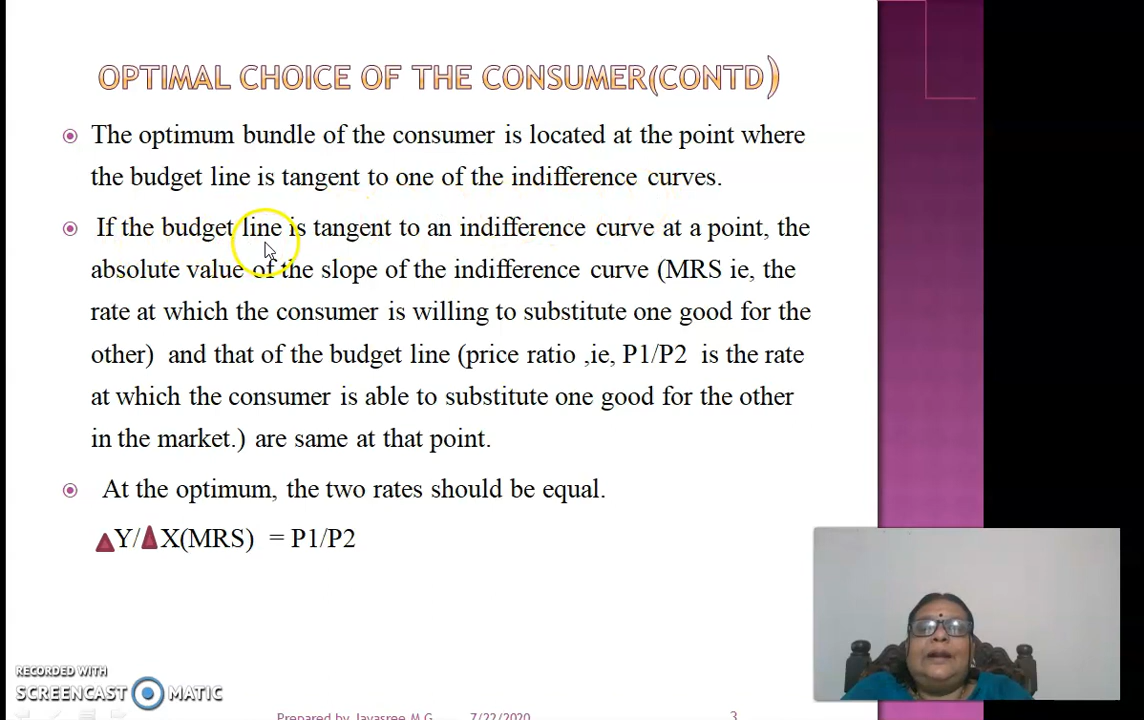 OPTIMAL CHOICE OF THE CONSUMER(CONTD)
The optimum bundle of the consumer is located at the point where
the budget line is tangent to one of the indifference curves.
If the budget line is tangent to an indifference curve at a point, the
absolute value of the slope of the indifference curve (MRS ie, the
rate at which the consumer is willing to substitute one good for the
other) and that of the budget line (price ratio ,ie, P1/P2 is the rate
at which the consumer is able to substitute one good for the other
in the market.) are same at that point.
At the optimum, the two rates should be equal.
▲Y/▲X(MRS) = P1/P2
RECORDED WITH
SCREENCAST MATIC
Prepared by Jayasree M.G 7/22/2020 3